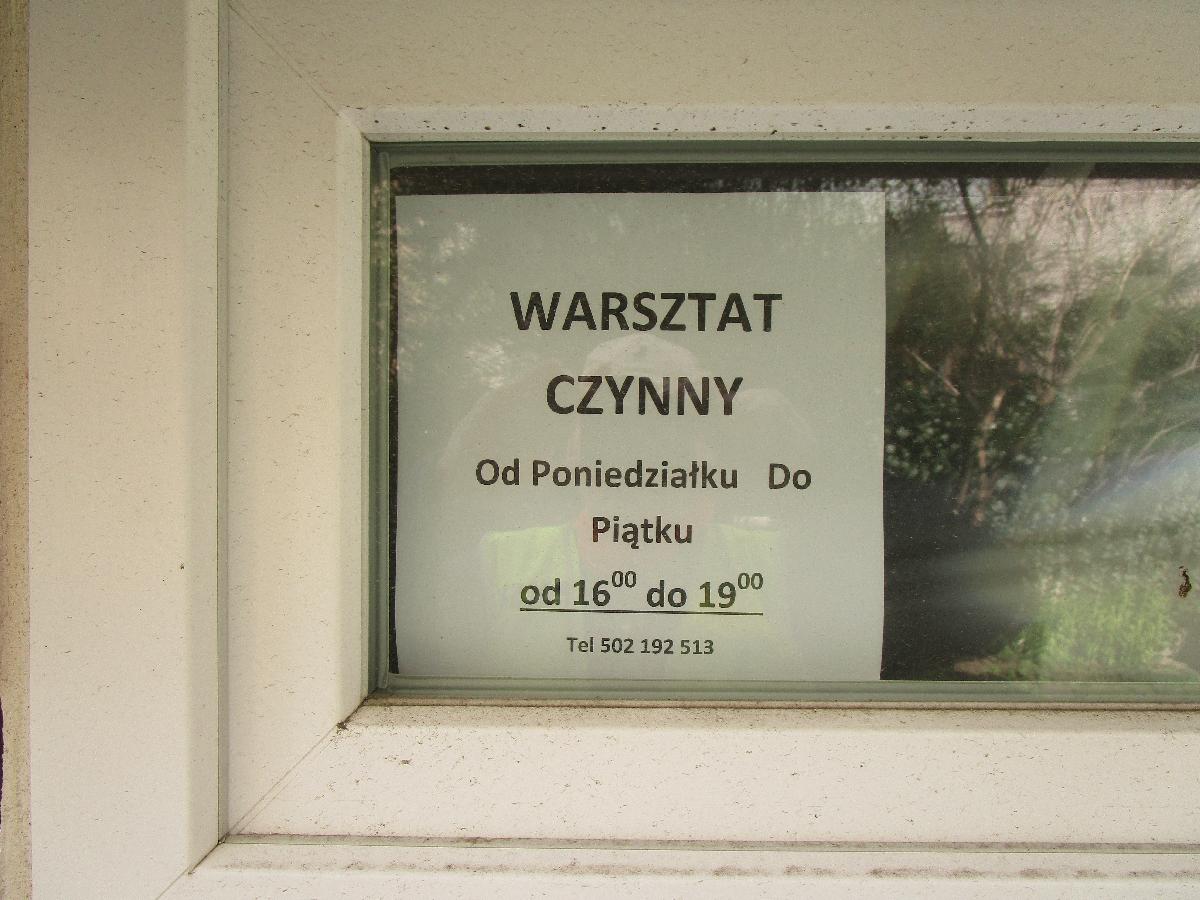 WARSZTAT
CZYNNY
Od Poniedziałku Do
Piątku
od 16⁰⁰ do 19⁰⁰
Tel 502 192 513